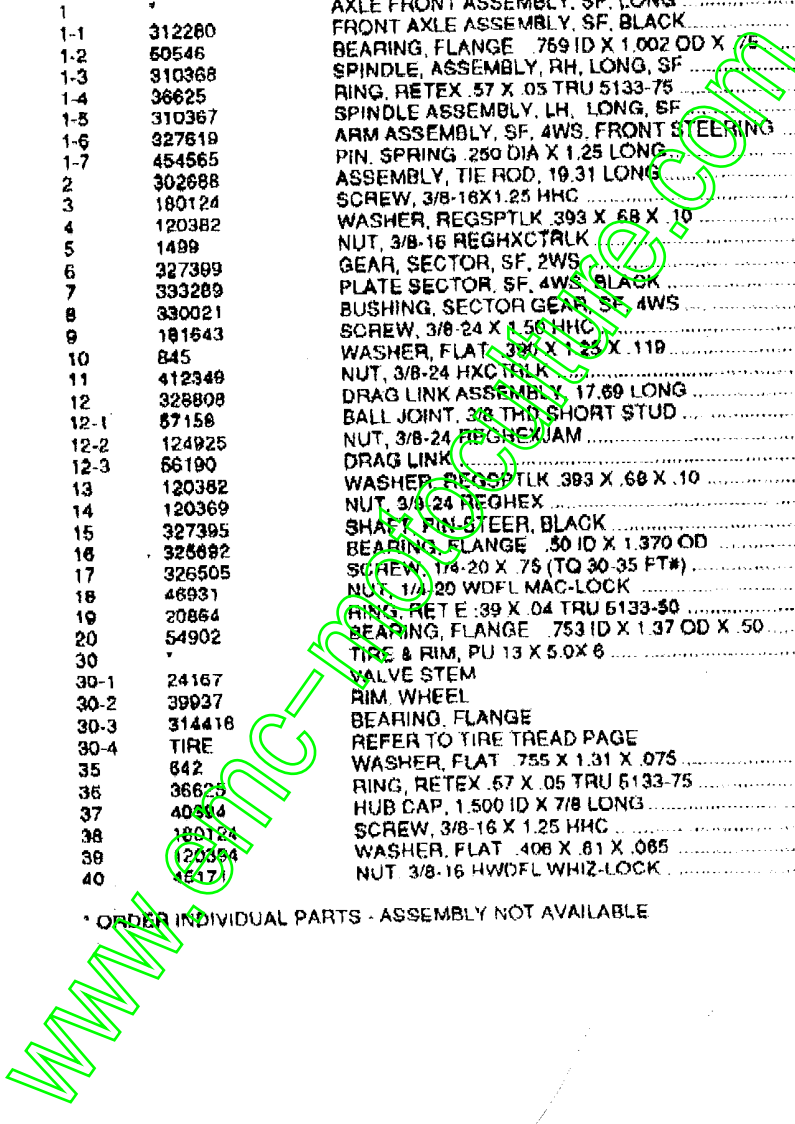 1 * AXLE FRONT ASSEMBLY, SF, LONG
1-1 312280 FRONT AXLE ASSEMBLY, SF, BLACK
1-2 50546 BEARING, FLANGE .769 ID X 1.002 OD X .75
1-3 310368 SPINDLE, ASSEMBLY, RH, LONG, SF
1-4 36625 RING, RETEX .57 X .05 TRU 5133-75
1-5 310367 SPINDLE ASSEMBLY, LH, LONG, SF
1-6 327619 ARM ASSEMBLY, SF, 4WS, FRONT STEERING
1-7 454565 PIN, SPRING .250 DIA X 1.25 LONG
2 302688 ASSEMBLY, TIE ROD, 19.31 LONG
3 180124 SCREW, 3/8-16X1.25 HHC
4 120382 WASHER, REGSPTLK .393 X .68 X .10
5 1499 NUT, 3/8-16 REGHXCTRLK
6 327399 GEAR, SECTOR, SF, 2WS
7 333289 PLATE SECTOR, SF, 4WS, BLACK
8 330021 BUSHING, SECTOR GEAR, SF, 4WS
9 181643 SCREW, 3/8-24 X 1.50 HHC
10 845 WASHER, FLAT .390 X 1.25 X .119
11 412349 NUT, 3/8-24 HXCTRLK
12 328808 DRAG LINK ASSEMBLY, 17.69 LONG
12-1 57158 BALL JOINT, 3/8 THD SHORT STUD
12-2 124925 NUT, 3/8-24 REGHEXJAM
12-3 56190 DRAG LINK
13 120382 WASHER, REGSPTLK .393 X .68 X .10
14 120369 NUT, 3/8-24 REGHEX
15 327395 SHAFT, PIN-STEER, BLACK
16 325692 BEARING, FLANGE .50 ID X 1.370 OD
17 326505 SCREW, 1/4-20 X .75 (TQ 30-35 FT#)
18 46931 NUT, 1/4-20 WDFL MAC-LOCK
19 20864 RING, RET E .39 X .04 TRU 5133-50
20 54902 BEARING, FLANGE .753 ID X 1.37 OD X .50
30 * TIRE & RIM, PU 13 X 5.0X 6
30-1 24167 VALVE STEM
30-2 39937 RIM, WHEEL
30-3 314416 BEARING, FLANGE
30-4 TIRE REFER TO TIRE TREAD PAGE
35 642 WASHER, FLAT .755 X 1.31 X .075
36 36625 RING, RETEX .57 X .05 TRU 5133-75
37 HUB CAP, 1.500 ID X 7/8 LONG
38 180124 SCREW, 3/8-16 X 1.25 HHC
39 120394 WASHER, FLAT .406 X .81 X .065
40 NUT 3/8-16 HWDFL WHIZ-LOCK
* ORDER INDIVIDUAL PARTS - ASSEMBLY NOT AVAILABLE
www.emc-motoculture.com